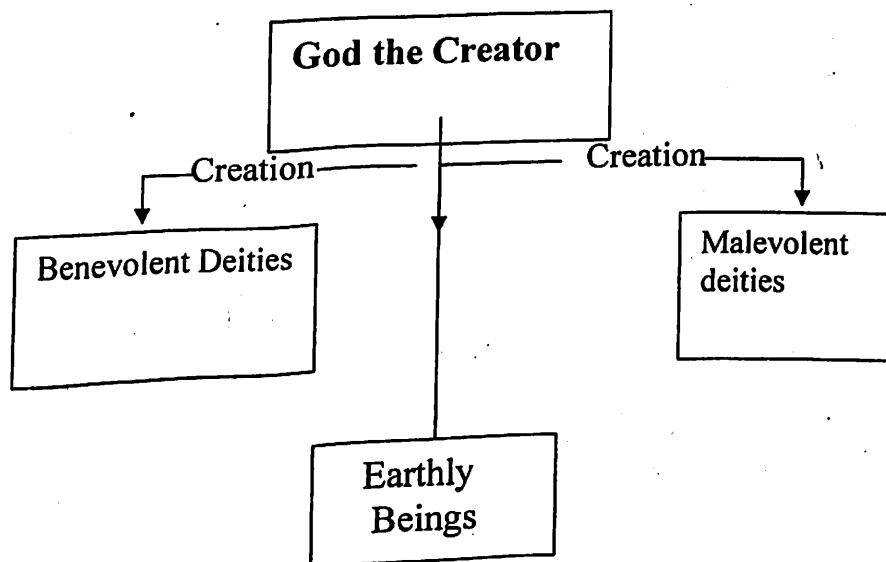 God the Creator
Creation
Creation
Benevolent Deities
Malevolent
deities
Earthly
Beings